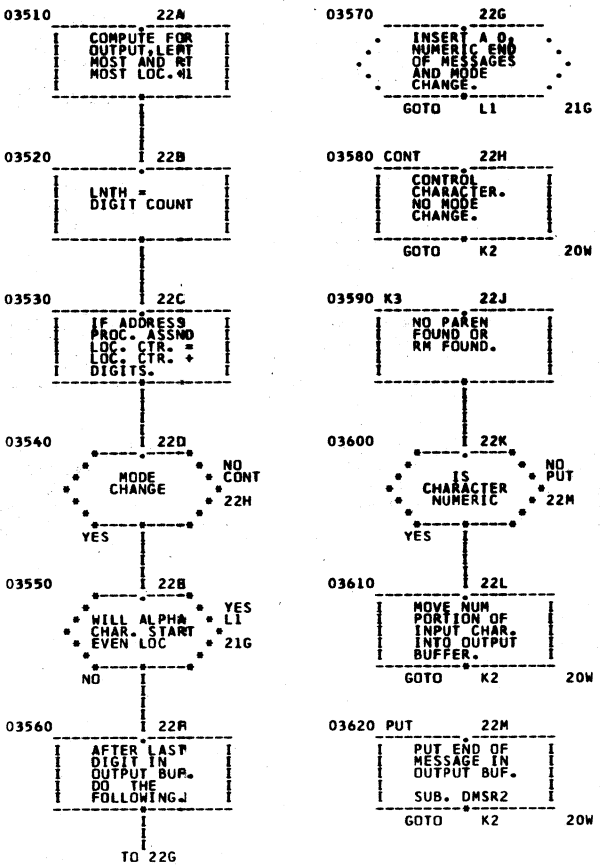 03510 22A
COMPUTE FOR
OUTPUT, LEFT
MOST AND RT
MOST LOC. +1
03520 22B
LNTH =
DIGIT COUNT
03530 22C
IF ADDRESS
PROC. ASSND
LOC. CTR. =
LOC. CTR. +
DIGITS.
03540 22D
MODE
CHANGE
NO
CONT
22H
YES
03550 22E
WILL ALPHA
CHAR. START
EVEN LOC
YES
L1
21G
NO
03560 22F
AFTER LAST
DIGIT IN
OUTPUT BUF.
DO THE
FOLLOWING.
TO 22G
03570 22G
INSERT A 0,
NUMERIC END
OF MESSAGES
AND MODE
CHANGE.
GOTO L1 21G
03580 CONT 22H
CONTROL
CHARACTER.
NO MODE
CHANGE.
GOTO K2 20W
03590 K3 22J
NO PAREN
FOUND OR
RM FOUND.
03600 22K
IS
CHARACTER
NUMERIC
NO
PUT
22M
YES
03610 22L
MOVE NUM
PORTION OF
INPUT CHAR.
INTO OUTPUT
BUFFER.
GOTO K2 20W
03620 PUT 22M
PUT END OF
MESSAGE IN
OUTPUT BUF.
SUB. DMSR2
GOTO K2 20W